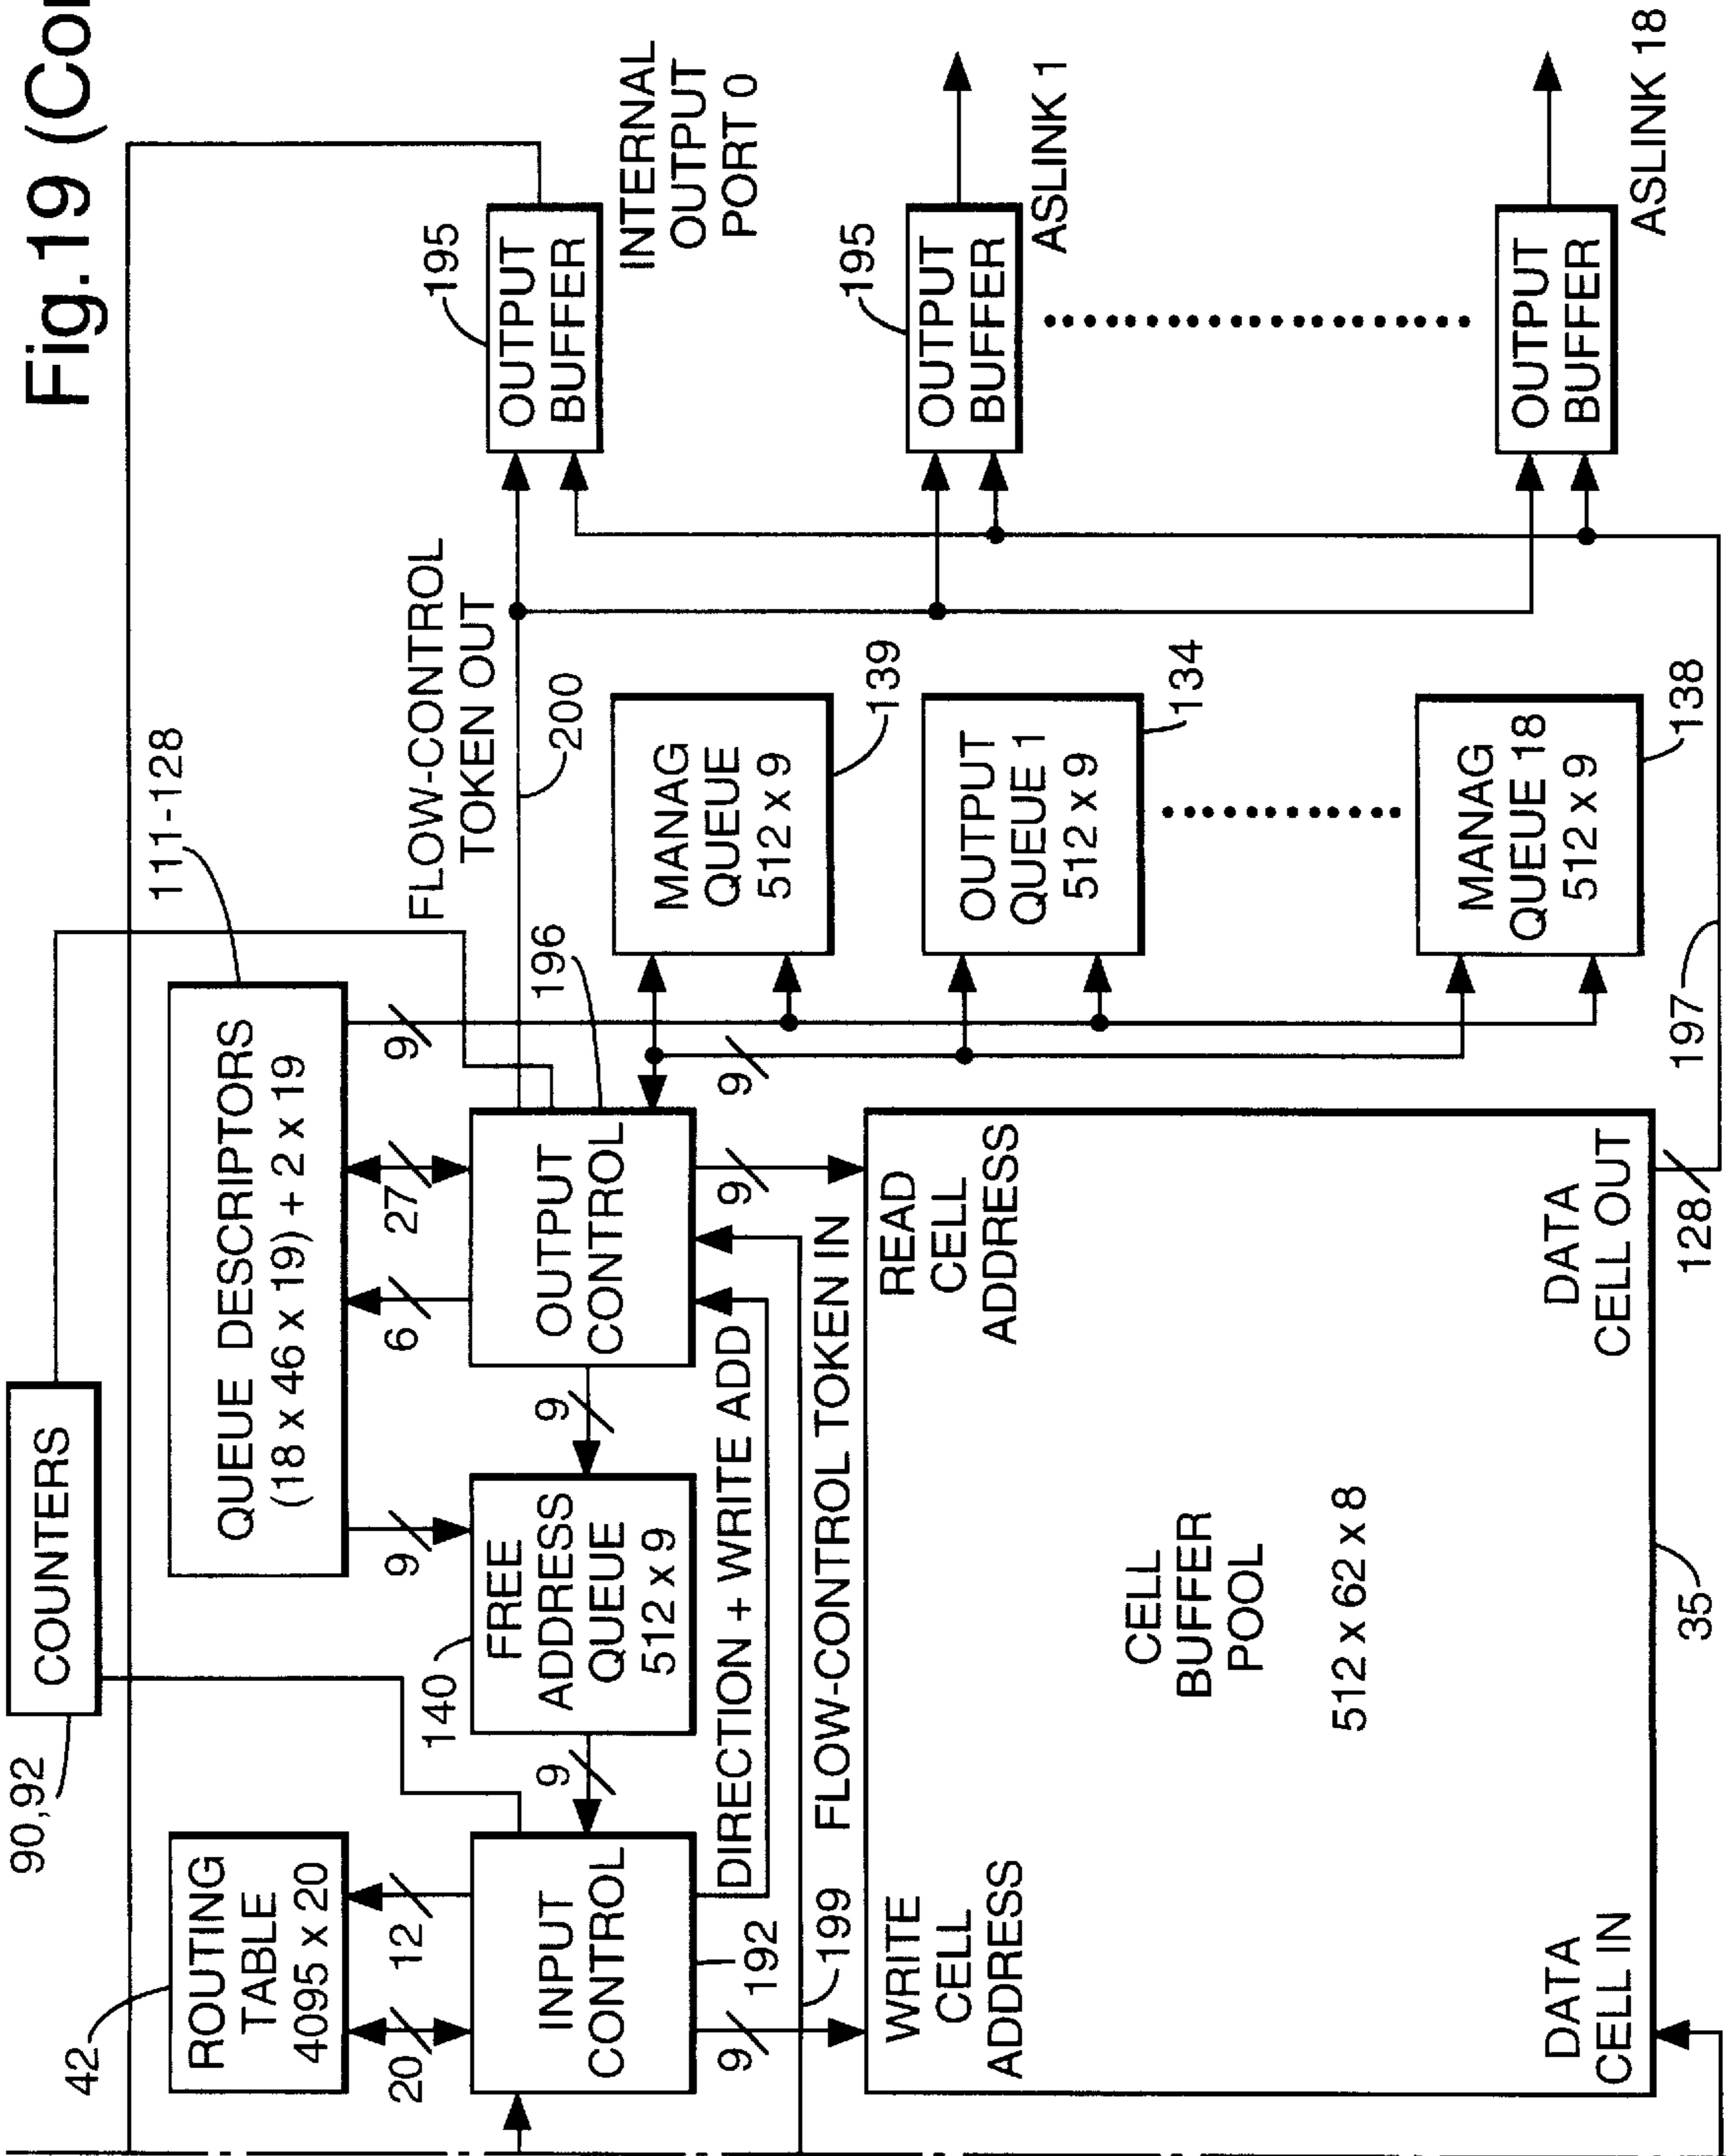 Fig.19 (Co
90,92
COUNTERS
42
ROUTING
TABLE
4095 x 20
111-128
QUEUE DESCRIPTORS
(18 x 46 x 19) + 2 x 19
20
12
9
6
27
9
INPUT
CONTROL
192
9
140
FREE
ADDRESS
QUEUE
512 x 9
9
OUTPUT
CONTROL
196
FLOW-CONTROL
TOKEN OUT
200
9
9
9
DIRECTION + WRITE ADD
199
FLOW-CONTROL TOKEN IN
WRITE
CELL
ADDRESS
READ
CELL
ADDRESS
CELL
BUFFER
POOL
512 x 62 x 8
DATA
CELL IN
DATA
CELL OUT
35
128
197
MANAG
QUEUE
512 x 9
139
OUTPUT
QUEUE 1
512 x 9
134
MANAG
QUEUE 18
512 x 9
138
OUTPUT
BUFFER
195
INTERNAL
OUTPUT
PORT 0
OUTPUT
BUFFER
195
ASLINK 1
OUTPUT
BUFFER
ASLINK 18